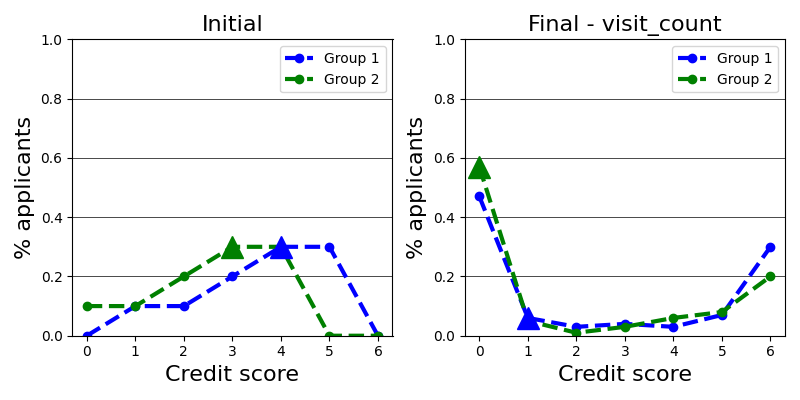 Initial
% applicants
1.0
0.8
0.6
0.4
0.2
0.0
Group 1
Group 2
0 1 2 3 4 5 6
Credit score
Final - visit_count
% applicants
1.0
0.8
0.6
0.4
0.2
0.0
Group 1
Group 2
0 1 2 3 4 5 6
Credit score